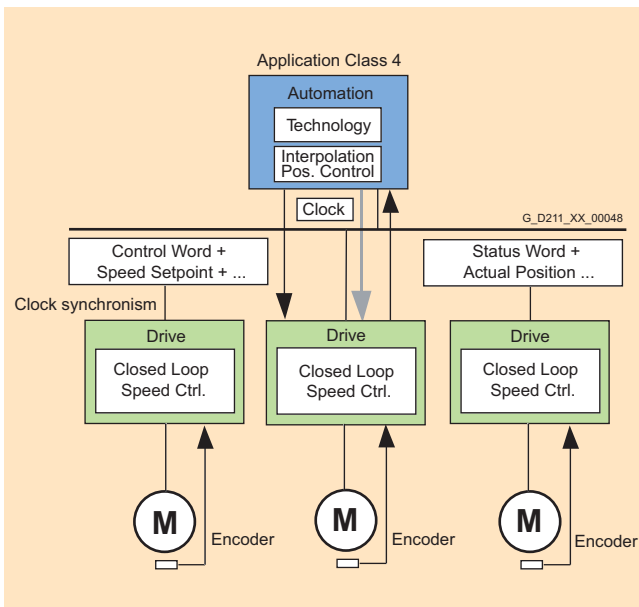 Application Class 4
Automation
Technology
Interpolation
Pos. Control
Clock
G_D211_XX_00048
Control Word +
Speed Setpoint + ...
Status Word +
Actual Position ...
Clock synchronism
Drive
Closed Loop
Speed Ctrl.
Drive
Closed Loop
Speed Ctrl.
Drive
Closed Loop
Speed Ctrl.
M
Encoder
M
Encoder
M
Encoder